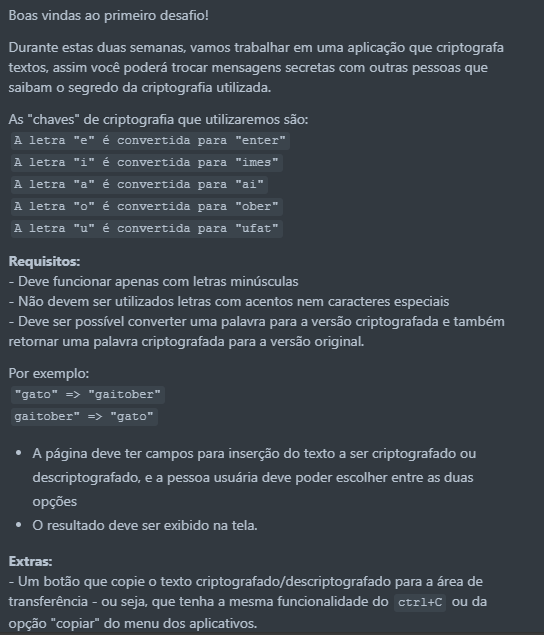 Boas vindas ao primeiro desafio!
Durante estas duas semanas, vamos trabalhar em uma aplicação que criptografa
textos, assim você poderá trocar mensagens secretas com outras pessoas que
saibam o segredo da criptografia utilizada.
As "chaves" de criptografia que utilizaremos são:
A letra "e" é convertida para "enter"
A letra "i" é convertida para "imes"
A letra "a" é convertida para "ai"
A letra "o" é convertida para "ober"
A letra "u" é convertida para "ufat"
Requisitos:
- Deve funcionar apenas com letras minúsculas
- Não devem ser utilizados letras com acentos nem caracteres especiais
- Deve ser possível converter uma palavra para a versão criptografada e também
retornar uma palavra criptografada para a versão original.
Por exemplo:
"gato" => "gaitober"
gaitober" => "gato"
• A página deve ter campos para inserção do texto a ser criptografado ou
descriptografado, e a pessoa usuária deve poder escolher entre as duas
opções
• O resultado deve ser exibido na tela.
Extras:
- Um botão que copie o texto criptografado/descriptografado para a área de
transferência - ou seja, que tenha a mesma funcionalidade do ctrl+C ou da
opção "copiar" do menu dos aplicativos.